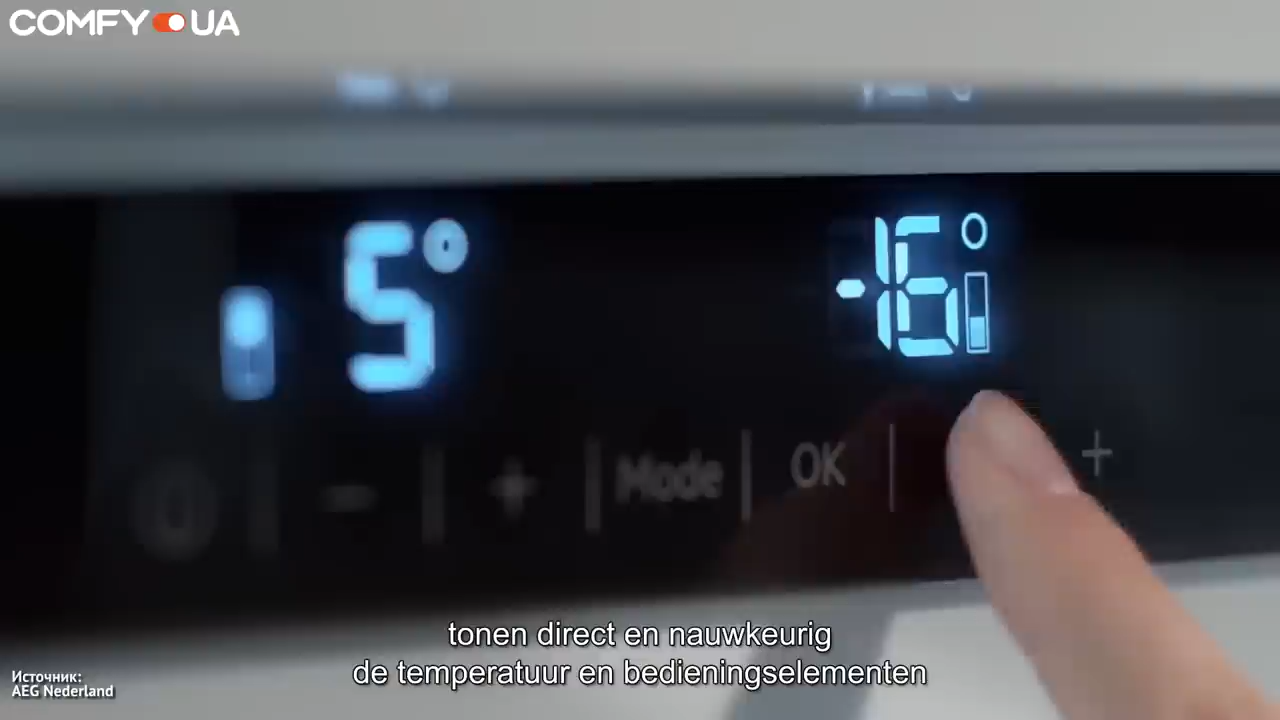 COMFY UA
5°
-16°
- + Mode OK +
tonen direct en nauwkeurig
de temperatuur en bedieningselementen
Источник:
AEG Nederland